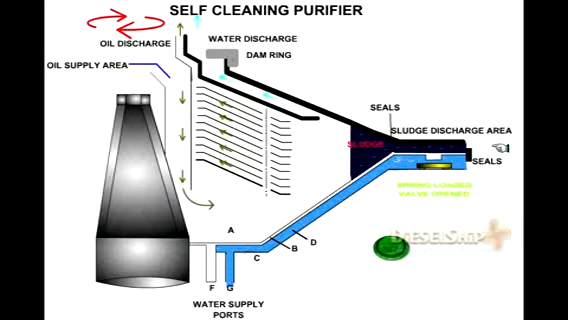 SELF CLEANING PURIFIER
OIL DISCHARGE
WATER DISCHARGE
DAM RING
OIL SUPPLY AREA
SEALS
SLUDGE DISCHARGE AREA
SLUDGE
SEALS
SPRING LOADED
VALVE OPENED
A
D
B
C
DIESELSHIP
F
G
WATER SUPPLY
PORTS